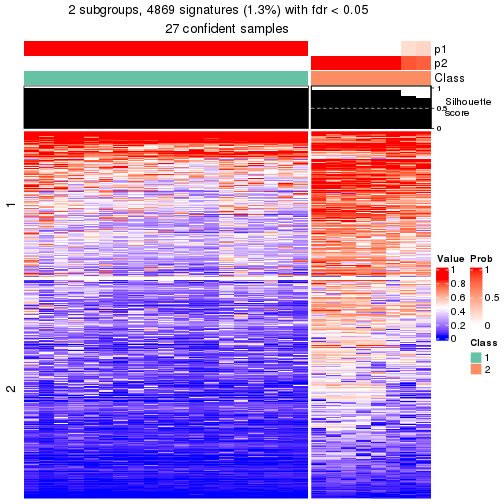 2 subgroups, 4869 signatures (1.3%) with fdr < 0.05
27 confident samples
p1
p2
Class
1
0.5
0
Silhouette
score
1
2
Value
1
0.8
0.6
0.4
0.2
0
Prob
1
0.5
0
Class
1
2